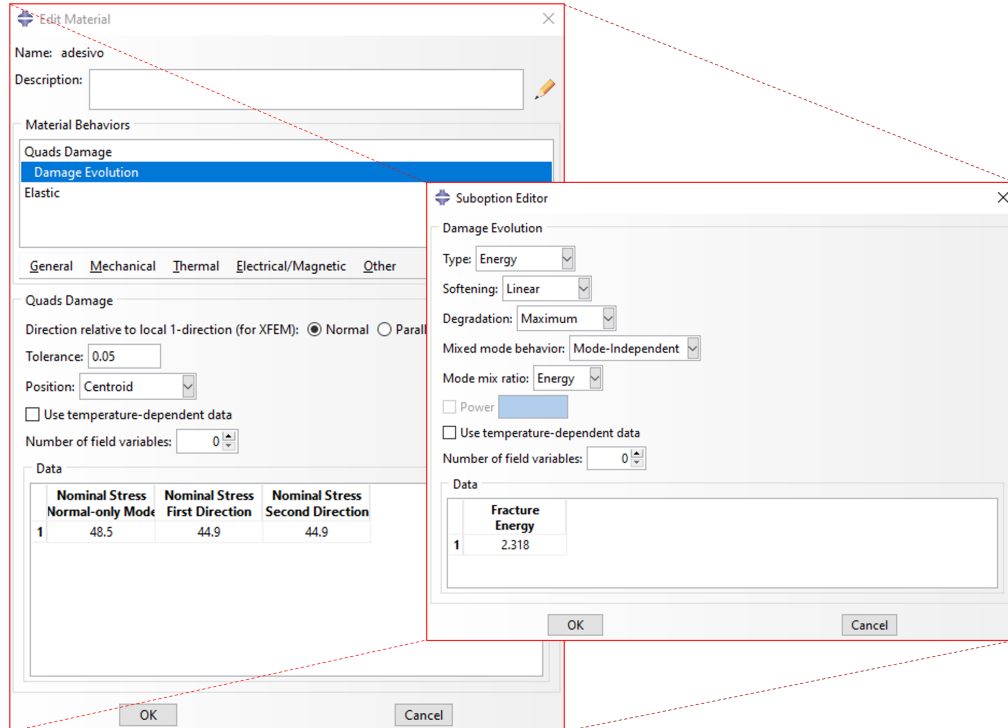 Edit Material
Name: adesivo
Description:
Material Behaviors
Quads Damage
Damage Evolution
Elastic
General Mechanical Thermal Electrical/Magnetic Other
Quads Damage
Direction relative to local 1-direction (for XFEM): Normal Parall
Tolerance: 0.05
Position: Centroid
Use temperature-dependent data
Number of field variables: 0
Data
Nominal Stress Nominal Stress Nominal Stress
Normal-only Mode First Direction Second Direction
1 48.5 44.9 44.9
OK Cancel
Suboption Editor
Damage Evolution
Type: Energy
Softening: Linear
Degradation: Maximum
Mixed mode behavior: Mode-Independent
Mode mix ratio: Energy
Power
Use temperature-dependent data
Number of field variables: 0
Data
Fracture
Energy
1 2.318
OK Cancel